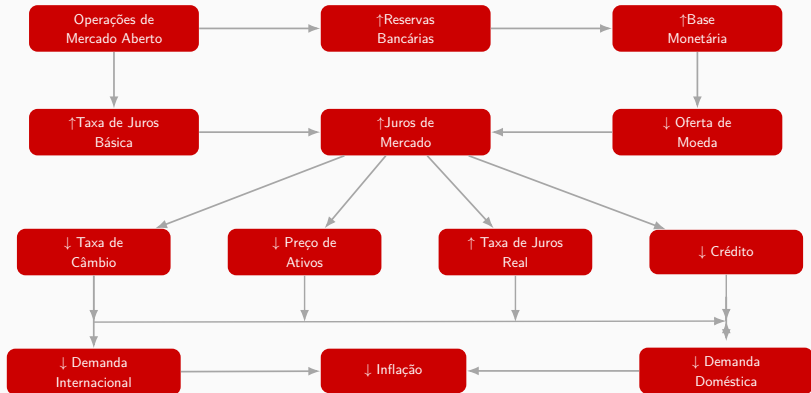 Operações de
Mercado Aberto
↑Reservas
Bancárias
↑Base
Monetária
↑Taxa de Juros
Básica
↑Juros de
Mercado
↓ Oferta de
Moeda
↓ Taxa de
Câmbio
↓ Preço de
Ativos
↑ Taxa de Juros
Real
↓ Crédito
↓ Demanda
Internacional
↓ Inflação
↓ Demanda
Doméstica